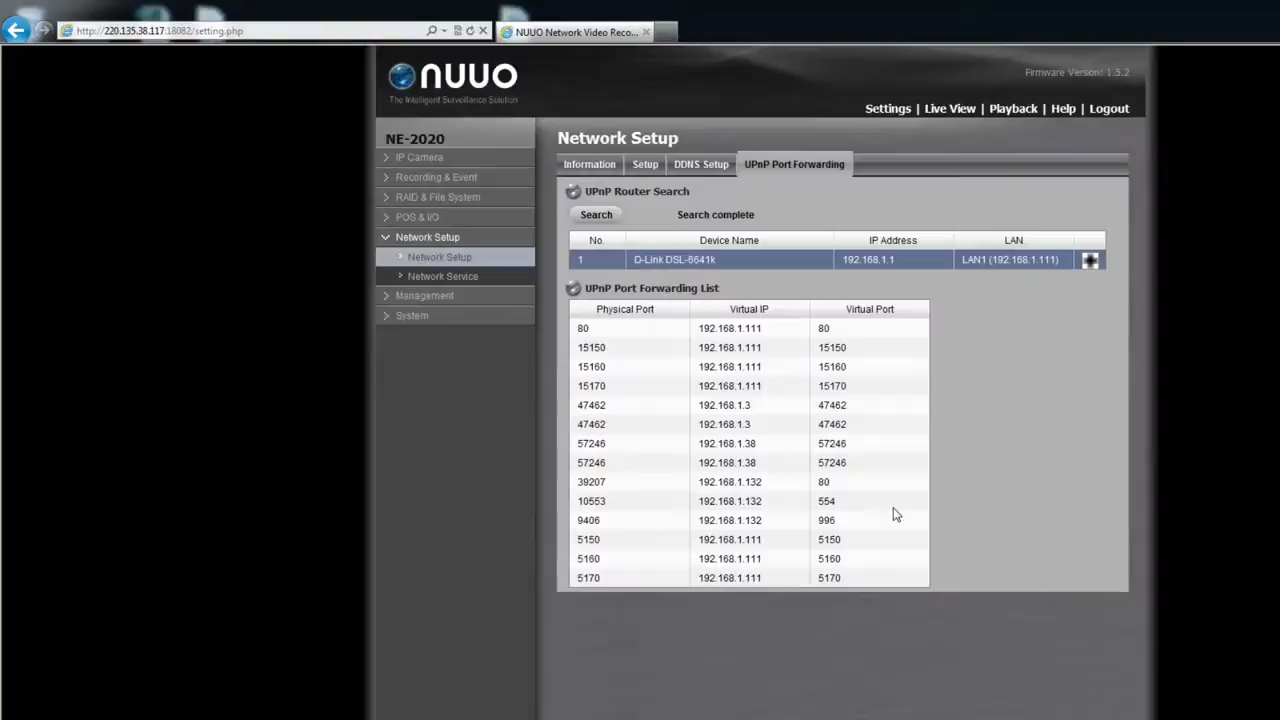 http://220.135.38.117:18082/setting.php
NUUO Network Video Reco...
nuuo
The Intelligent Surveillance Solution
Firmware Version: 1.5.2
Settings | Live View | Playback | Help | Logout
NE-2020
IP Camera
Recording & Event
RAID & File System
POS & I/O
Network Setup
Network Setup
Network Service
Management
System
Network Setup
Information Setup DDNS Setup UPnP Port Forwarding
UPnP Router Search
Search Search complete
No. Device Name IP Address LAN
1 D-Link DSL-6641k 192.168.1.1 LAN1 (192.168.1.111)
UPnP Port Forwarding List
Physical Port Virtual IP Virtual Port
80 192.168.1.111 80
15150 192.168.1.111 15150
15160 192.168.1.111 15160
15170 192.168.1.111 15170
47462 192.168.1.3 47462
47462 192.168.1.3 47462
57246 192.168.1.38 57246
57246 192.168.1.38 57246
39207 192.168.1.132 80
10553 192.168.1.132 554
9406 192.168.1.132 996
5150 192.168.1.111 5150
5160 192.168.1.111 5160
5170 192.168.1.111 5170